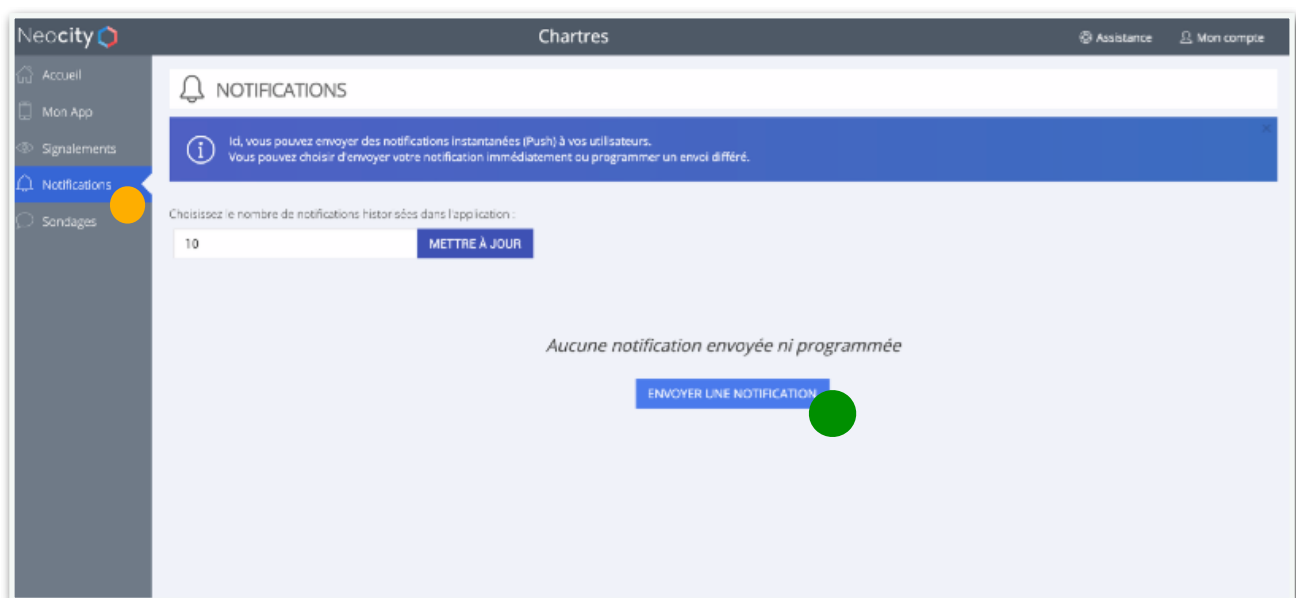 Neocity
Chartres
Assistance
Mon compte
Accueil
Mon App
Signalements
Notifications
Sondages
NOTIFICATIONS
Ici, vous pouvez envoyer des notifications instantanées (Push) à vos utilisateurs.
Vous pouvez choisir d'envoyer votre notification immédiatement ou programmer un envoi différé.
Choisissez le nombre de notifications historisées dans l'application :
10
METTRE À JOUR
Aucune notification envoyée ni programmée
ENVOYER UNE NOTIFICATION